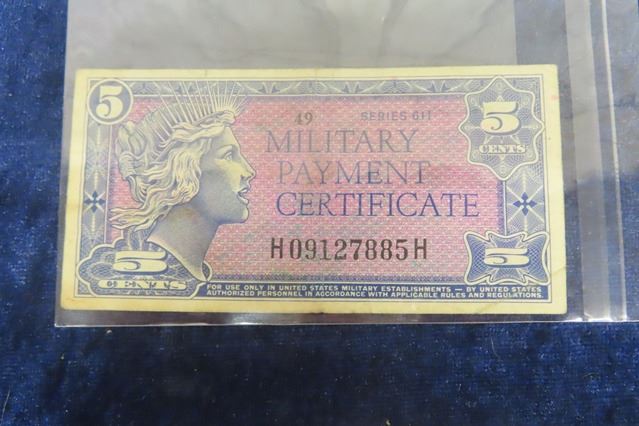 5
49 SERIES 611
5
CENTS
MILITARY
PAYMENT
CERTIFICATE
H09127885H
5
CENTS
5
FOR USE ONLY IN UNITED STATES MILITARY ESTABLISHMENTS — BY UNITED STATES
AUTHORIZED PERSONNEL IN ACCORDANCE WITH APPLICABLE RULES AND REGULATIONS.